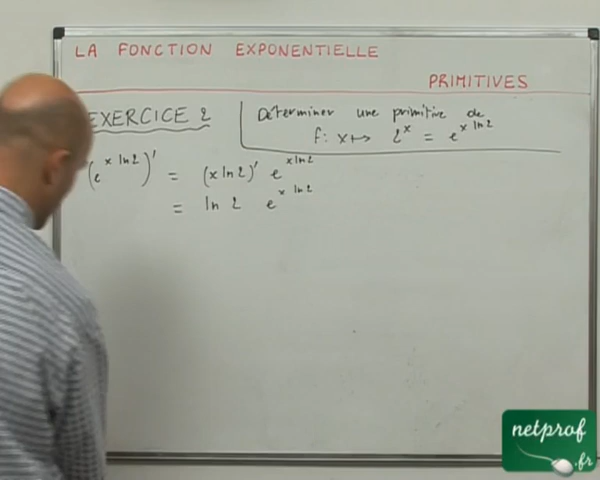 LA FONCTION EXPONENTIELLE
PRIMITIVES
EXERCICE 2
Déterminer une primitive de
f: x ↦ 2^x = e^{x ln 2}
(e^{x ln 2})' = (x ln 2)' e^{x ln 2}
= ln 2 e^{x ln 2}
netprof
.fr